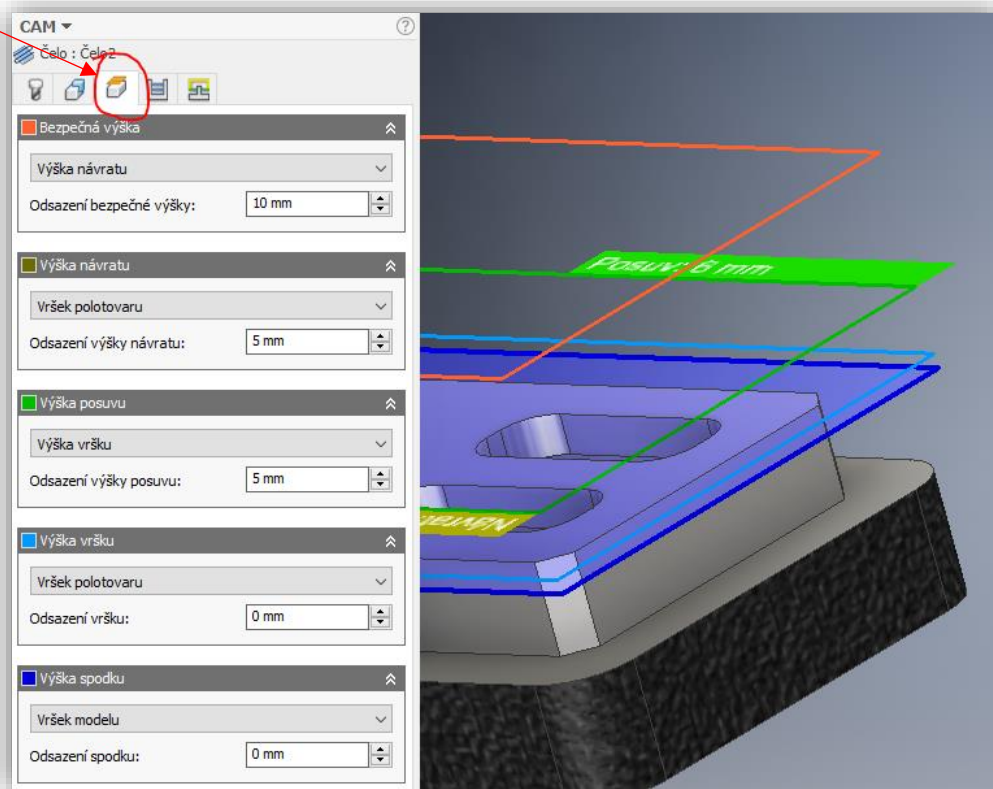 CAM
Čelo : Čelo2
Bezpečná výška
Výška návratu
Odsazení bezpečné výšky: 10 mm
Výška návratu
Vršek polotovaru
Odsazení výšky návratu: 5 mm
Výška posuvu
Výška vršku
Odsazení výšky posuvu: 5 mm
Výška vršku
Vršek polotovaru
Odsazení vršku: 0 mm
Výška spodku
Vršek modelu
Odsazení spodku: 0 mm
Posuv: 6 mm